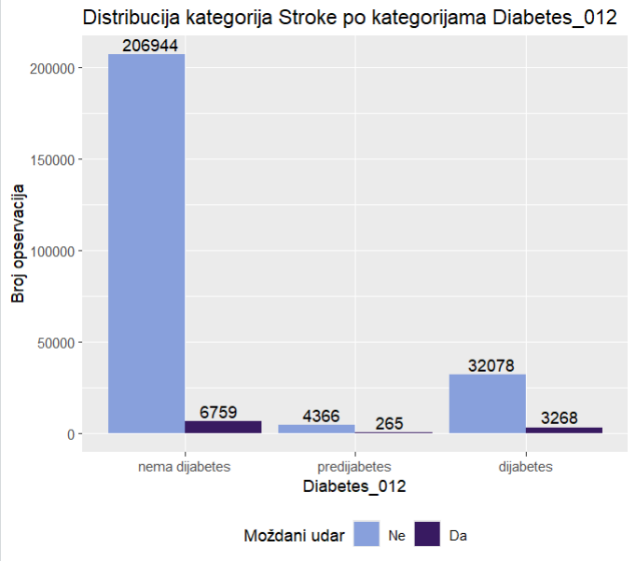 Distribucija kategorija Stroke po kategorijama Diabetes_012
206944
200000
150000
Broj opservacija
100000
50000
32078
6759
4366
265
3268
0
nema dijabetes
predijabetes
dijabetes
Diabetes_012
Moždani udar
Ne
Da